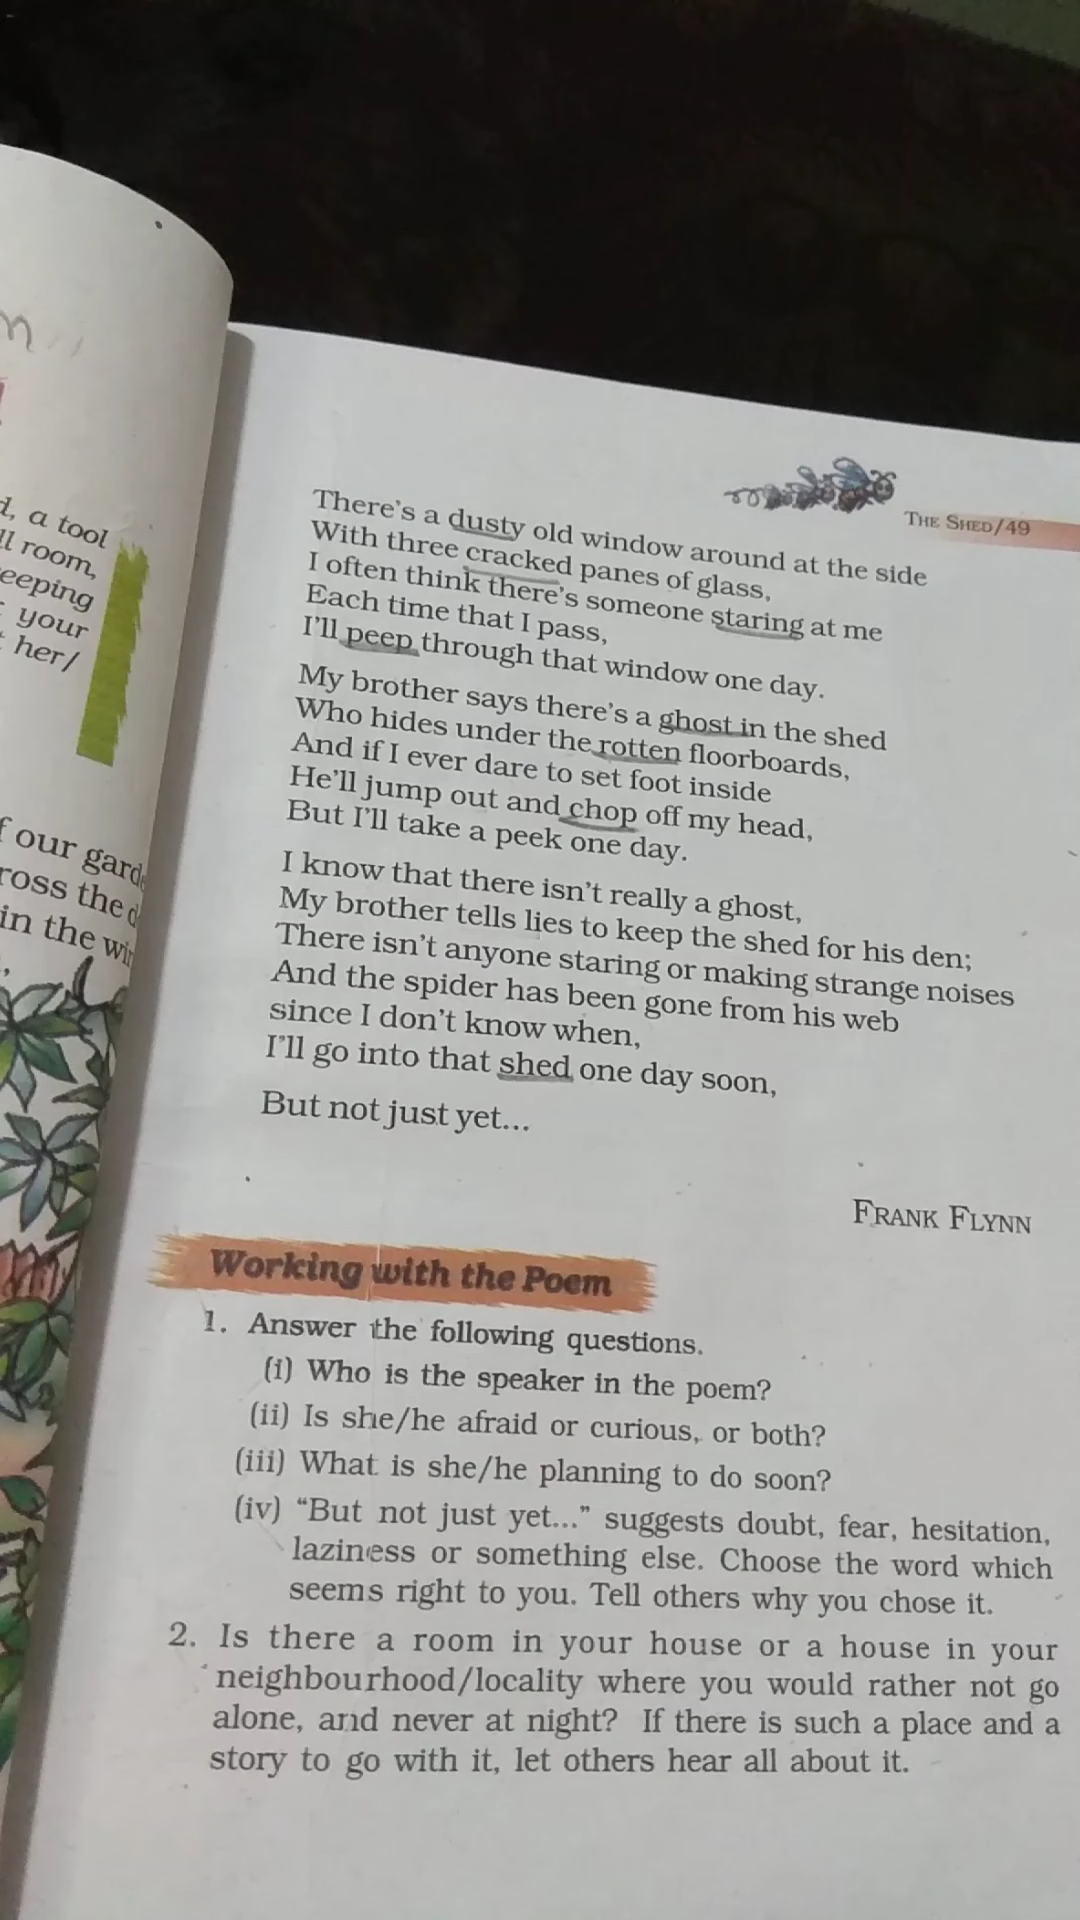 d, a tool
ll room,
eeping
your
her/
f our gard
ross the d
in the win
THE SHED/49
There's a dusty old window around at the side
With three cracked panes of glass,
I often think there's someone staring at me
Each time that I pass,
I'll peep through that window one day.
My brother says there's a ghost in the shed
Who hides under the rotten floorboards,
And if I ever dare to set foot inside
He'll jump out and chop off my head,
But I'll take a peek one day.
I know that there isn't really a ghost,
My brother tells lies to keep the shed for his den;
There isn't anyone staring or making strange noises
And the spider has been gone from his web
since I don't know when,
I'll go into that shed one day soon,
But not just yet...
FRANK FLYNN
Working with the Poem
1. Answer the following questions.
(i) Who is the speaker in the poem?
(ii) Is she/he afraid or curious, or both?
(iii) What is she/he planning to do soon?
(iv) “But not just yet...” suggests doubt, fear, hesitation,
laziness or something else. Choose the word which
seems right to you. Tell others why you chose it.
2. Is there a room in your house or a house in your
neighbourhood/locality where you would rather not go
alone, and never at night? If there is such a place and a
story to go with it, let others hear all about it.